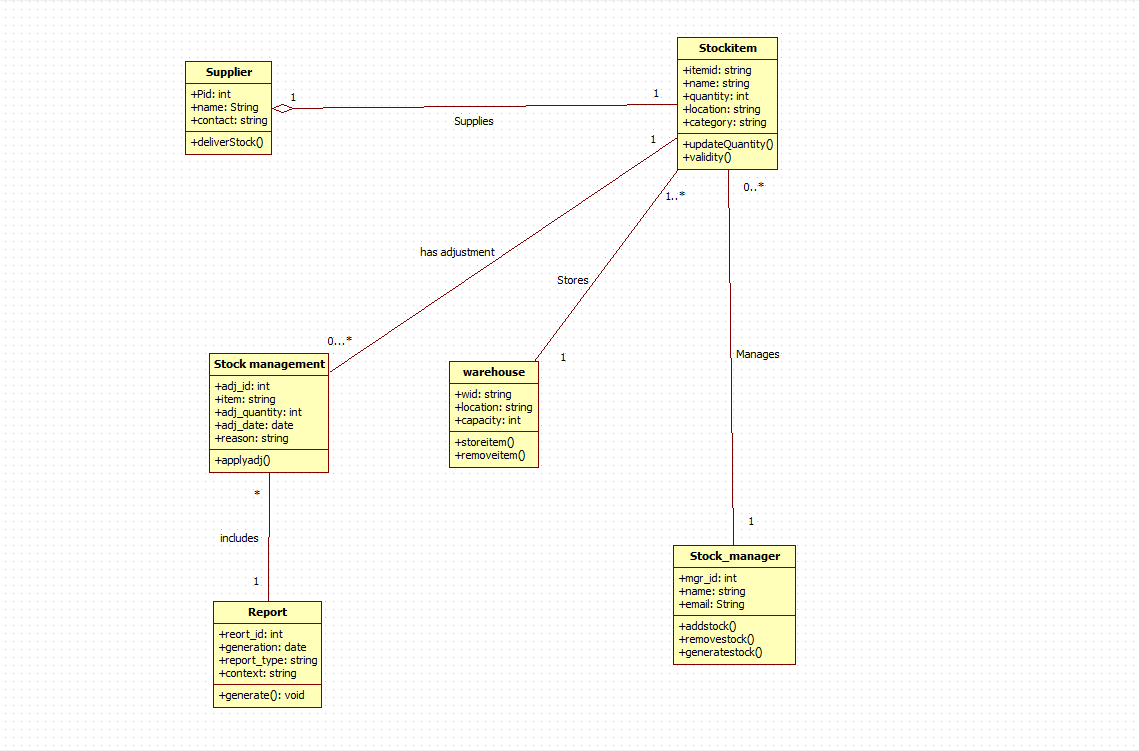 Supplier
+Pid: int
+name: String
+contact: string
+deliverStock()
1
Supplies
1
Stockitem
+itemid: string
+name: string
+quantity: int
+location: string
+category: string
+updateQuantity()
+validity()
1
has adjustment
0...*
1..*
Stores
1
0..*
Manages
1
Stock management
+adj_id: int
+item: string
+adj_quantity: int
+adj_date: date
+reason: string
+applyadj()
warehouse
+wid: string
+location: string
+capacity: int
+storeitem()
+removeitem()
*
includes
1
Stock_manager
+mgr_id: int
+name: string
+email: String
+addstock()
+removestock()
+generatestock()
Report
+reort_id: int
+generation: date
+report_type: string
+context: string
+generate(): void